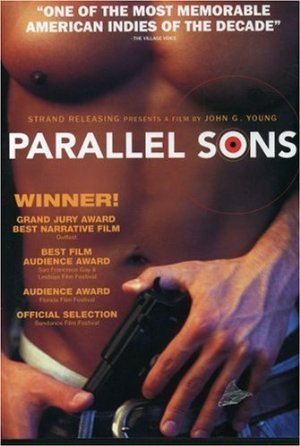 "ONE OF THE MOST MEMORABLE
AMERICAN INDIES OF THE DECADE"
-THE VILLAGE VOICE
STRAND RELEASING PRESENTS A FILM BY JOHN G. YOUNG
PARALLEL SONS
WINNER!
GRAND JURY AWARD
BEST NARRATIVE FILM
Outfest
BEST FILM
AUDIENCE AWARD
San Francisco Gay &
Lesbian Film Festival
AUDIENCE AWARD
Florida Film Festival
OFFICIAL SELECTION
Sundance Film Festival